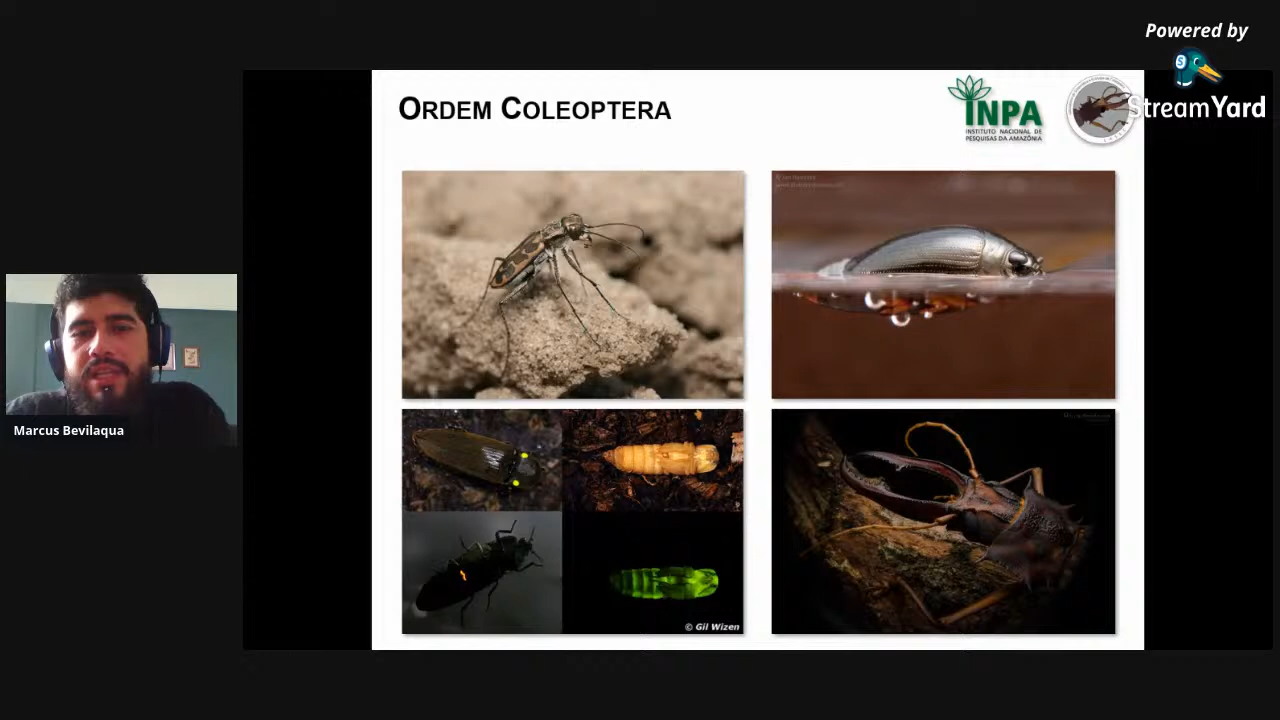 Powered by
StreamYard
ORDEM COLEOPTERA
INPA
INSTITUTO NACIONAL DE
PESQUISAS DA AMAZÔNIA
Marcus Bevilaqua
© Gil Wizen